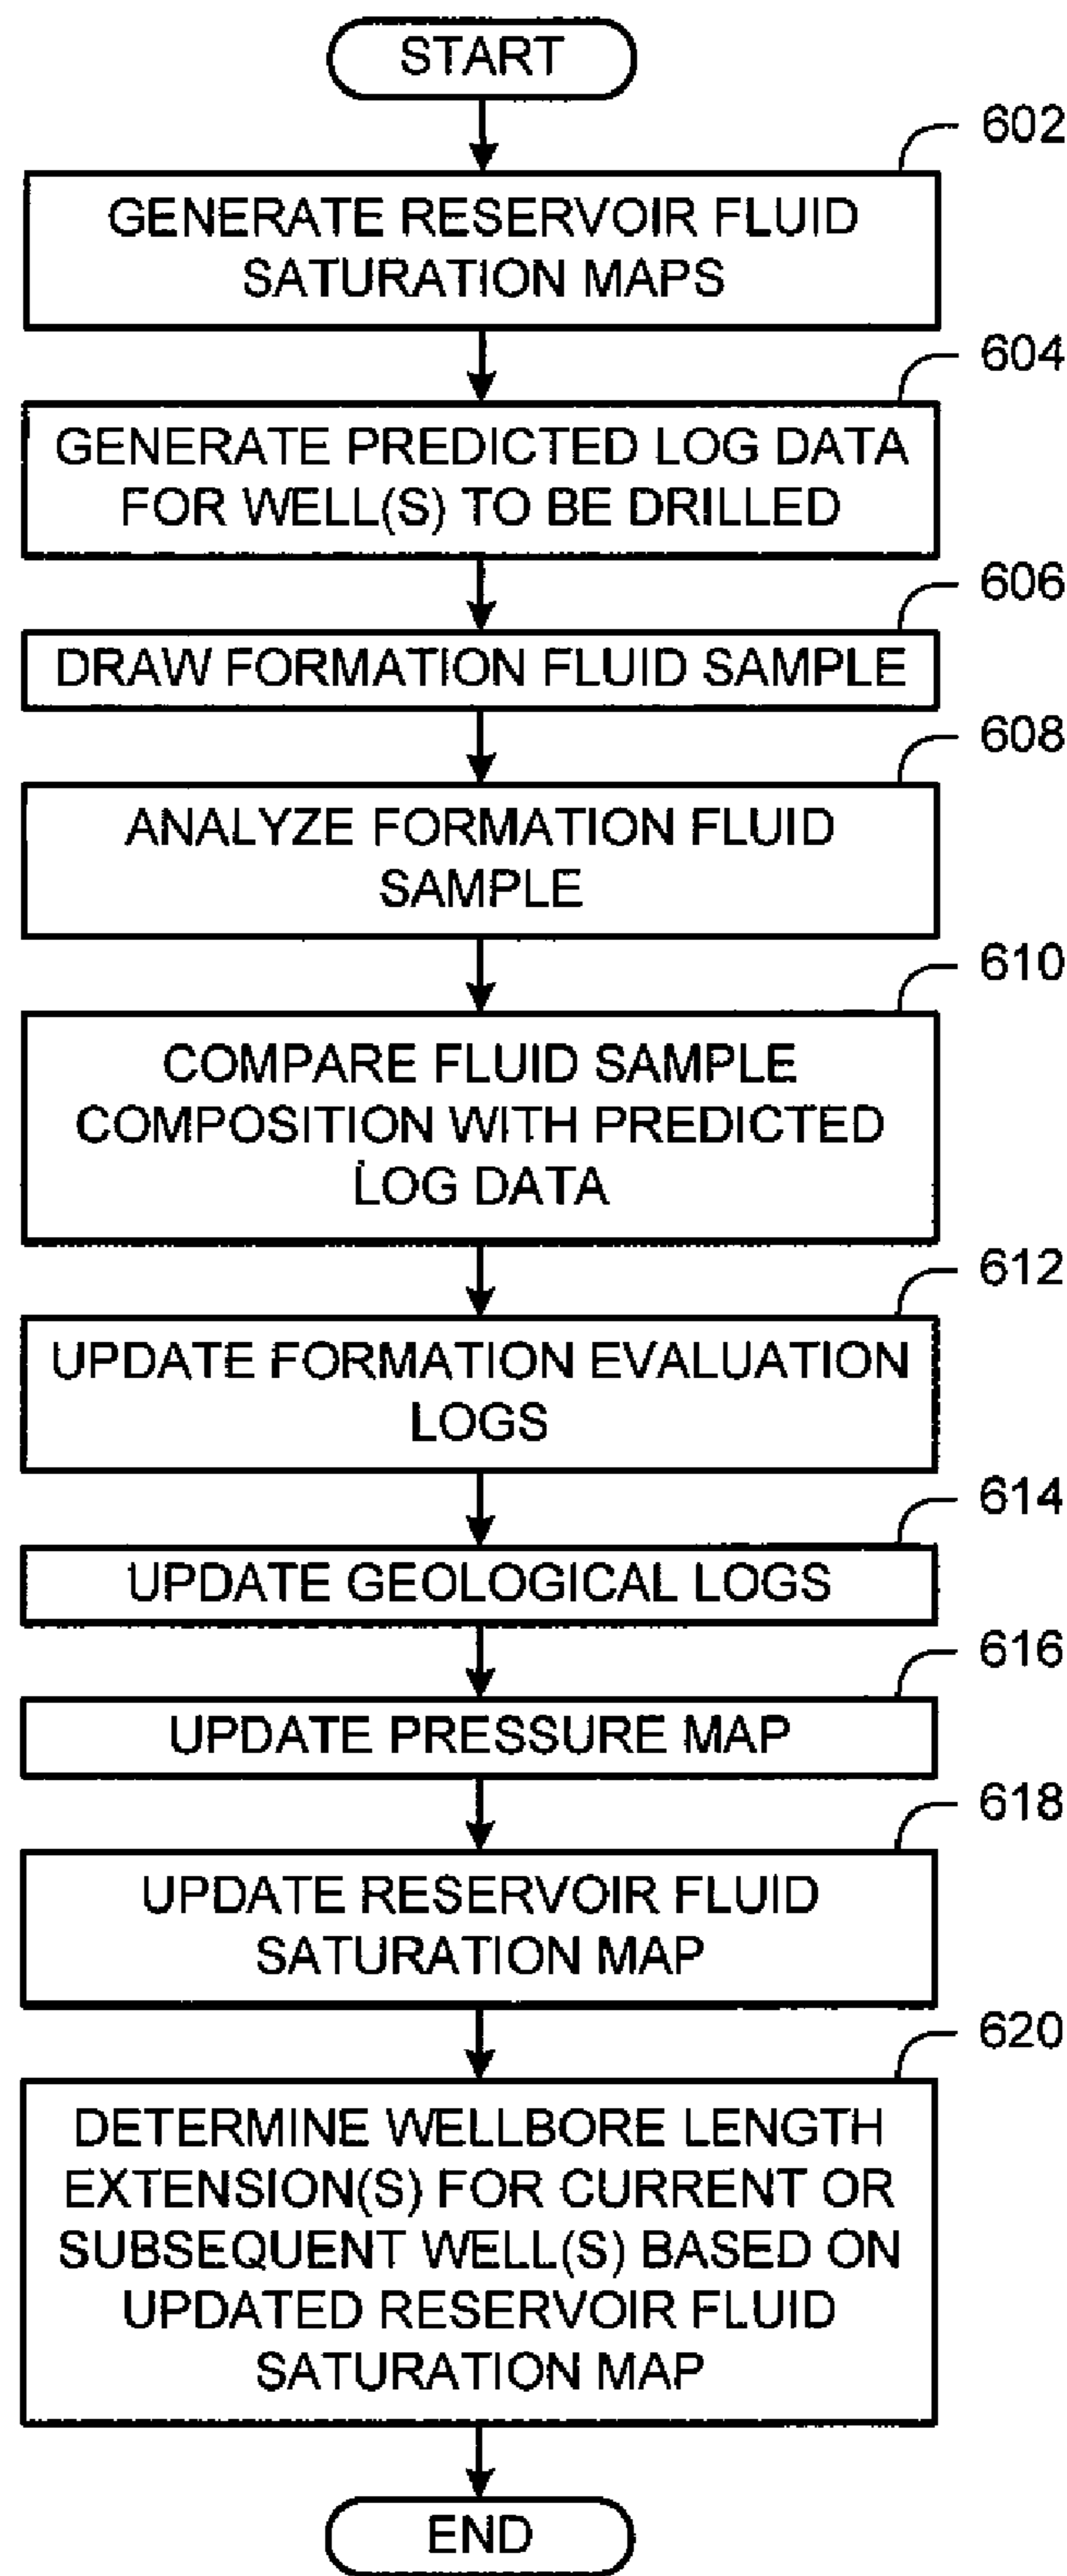 START
602
GENERATE RESERVOIR FLUID
SATURATION MAPS
604
GENERATE PREDICTED LOG DATA
FOR WELL(S) TO BE DRILLED
606
DRAW FORMATION FLUID SAMPLE
608
ANALYZE FORMATION FLUID
SAMPLE
610
COMPARE FLUID SAMPLE
COMPOSITION WITH PREDICTED
LOG DATA
612
UPDATE FORMATION EVALUATION
LOGS
614
UPDATE GEOLOGICAL LOGS
616
UPDATE PRESSURE MAP
618
UPDATE RESERVOIR FLUID
SATURATION MAP
620
DETERMINE WELLBORE LENGTH
EXTENSION(S) FOR CURRENT OR
SUBSEQUENT WELL(S) BASED ON
UPDATED RESERVOIR FLUID
SATURATION MAP
END